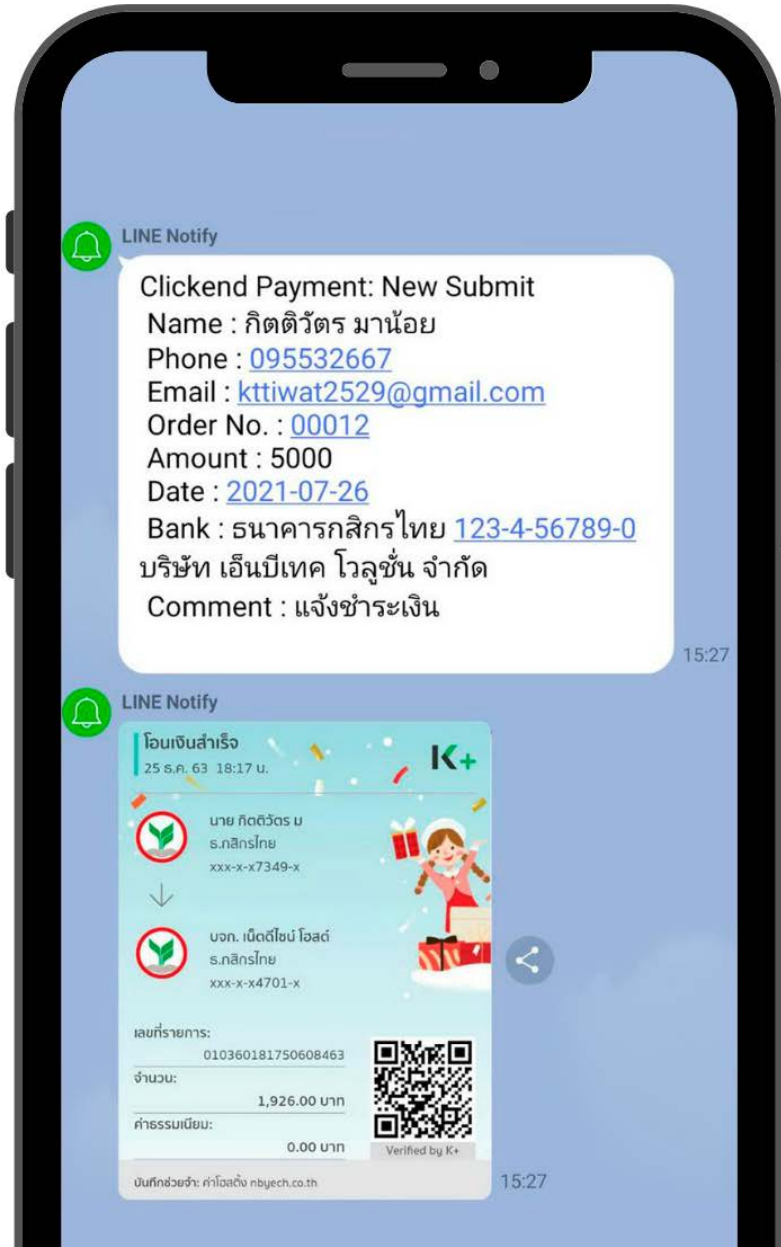 LINE Notify
Clickend Payment: New Submit
Name : กิตติวัตร มาน้อย
Phone : 095532667
Email : kttiwat2529@gmail.com
Order No. : 00012
Amount : 5000
Date : 2021-07-26
Bank : ธนาคารกสิกรไทย 123-4-56789-0
บริษัท เอ็นบีเทค โวลูชั่น จำกัด
Comment : แจ้งชำระเงิน
15:27
LINE Notify
โอนเงินสำเร็จ
25 ธ.ค. 63 18:17 น.
K+
นาย กิตติวัตร ม
ธ.กสิกรไทย
xxx-x-x7349-x
บจก. เน็ตดีไซน์ โฮสต์
ธ.กสิกรไทย
xxx-x-x4701-x
เลขที่รายการ:
010360181750608463
จำนวน:
1,926.00 บาท
ค่าธรรมเนียม:
0.00 บาท
Verified by K+
บันทึกช่วยจำ: ค่าโฮสติ้ง nbyech.co.th
15:27